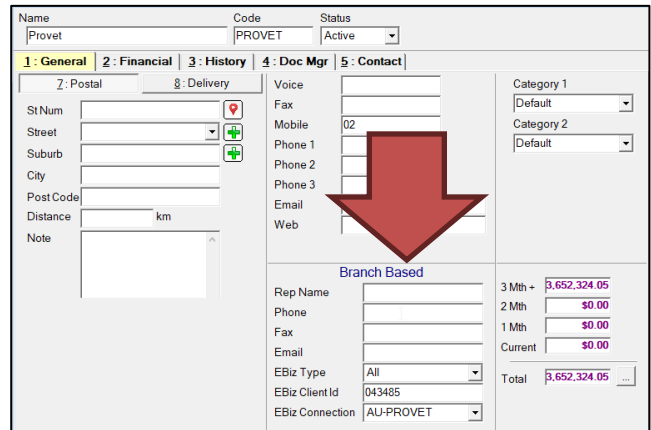 Name Code Status
Provet PROVET Active
1 : General 2 : Financial 3 : History 4 : Doc Mgr 5 : Contact
7 : Postal 8 : Delivery
St Num
Street
Suburb
City
Post Code
Distance km
Note
Voice
Fax
Mobile 02
Phone 1
Phone 2
Phone 3
Email
Web
Category 1
Default
Category 2
Default
Branch Based
Rep Name
Phone
Fax
Email
EBiz Type All
EBiz Client Id 043485
EBiz Connection AU-PROVET
3 Mth + 3,652,324.05
2 Mth $0.00
1 Mth $0.00
Current $0.00
Total 3,652,324.05 ...